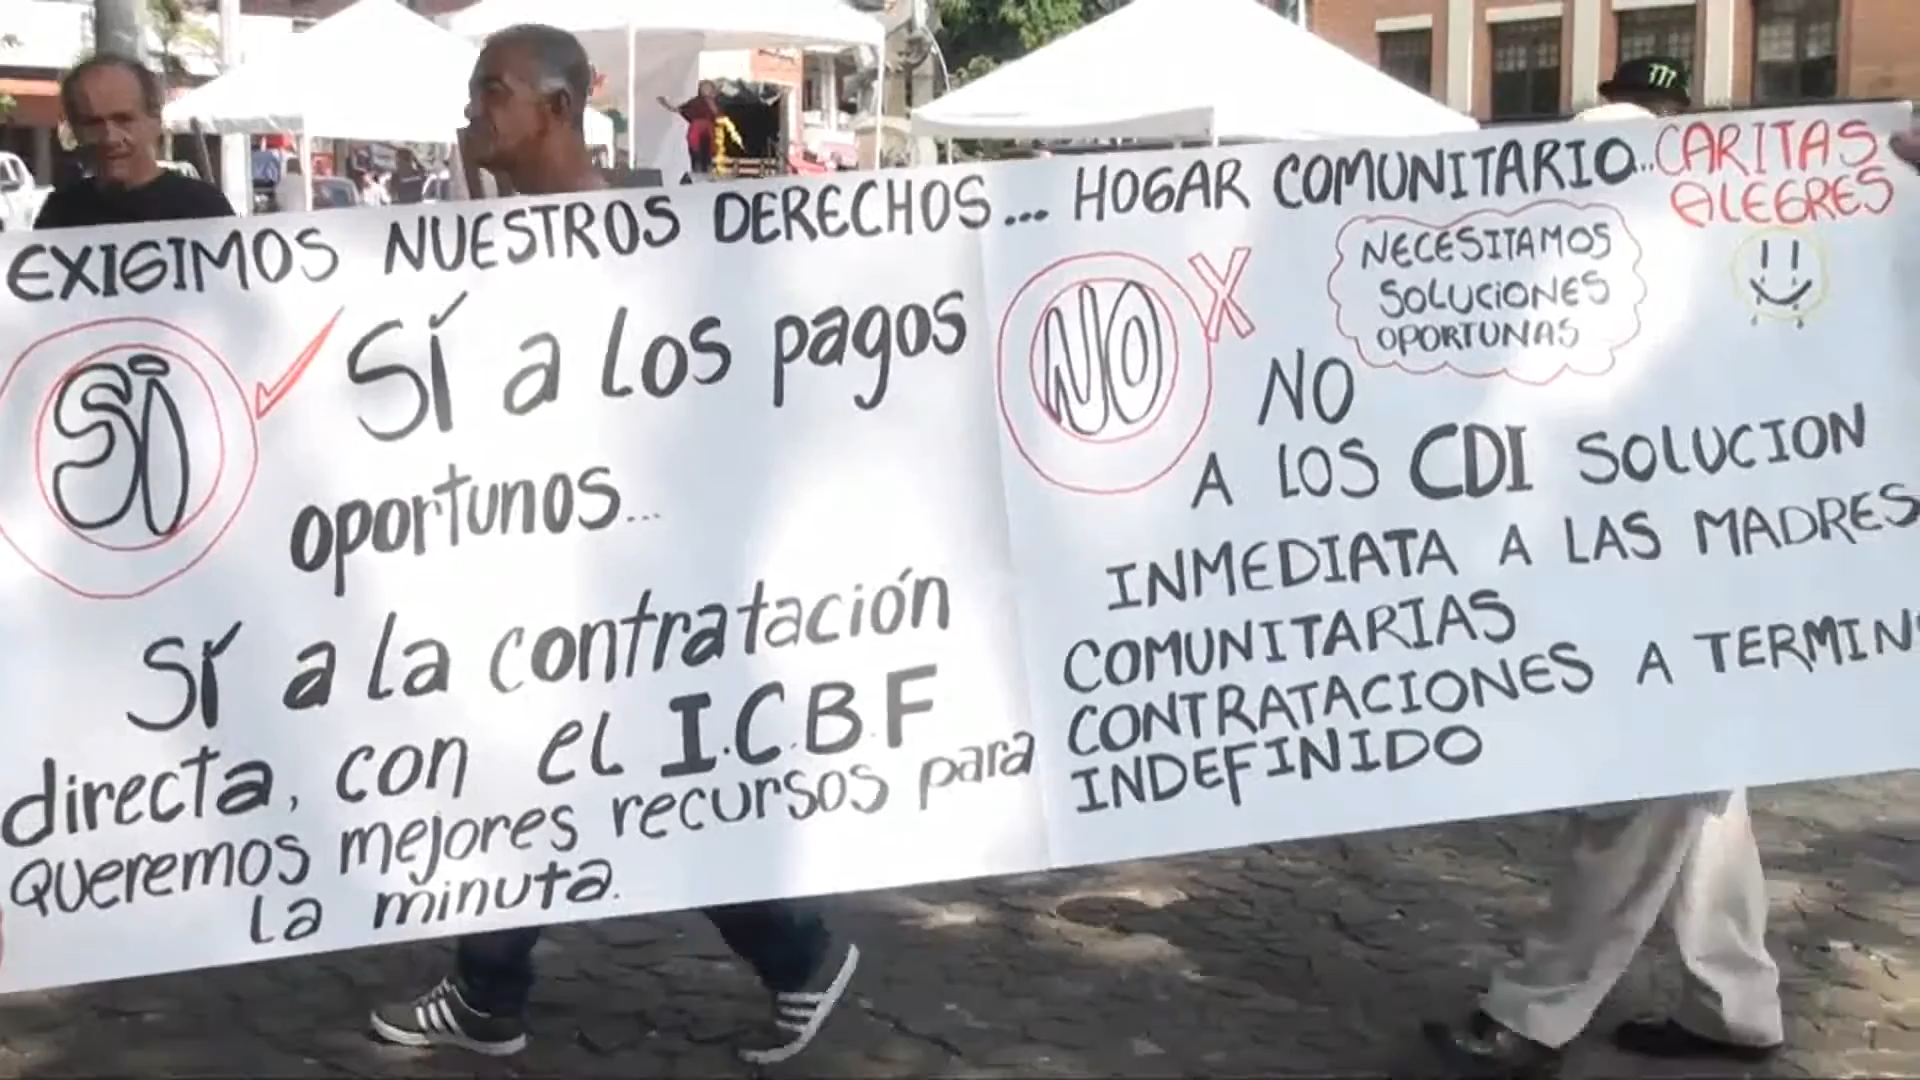 EXIGIMOS NUESTROS DERECHOS... HOGAR COMUNITARIO...CARITAS ALEGRES
SI
SÍ a los pagos
oportunos...
SÍ a la contratación
directa, con el I.C.B.F
Queremos mejores recursos para
la minuta.
NO
X
NECESITAMOS
SOLUCIONES
OPORTUNAS
NO
A LOS CDI SOLUCION
INMEDIATA A LAS MADRES
COMUNITARIAS
CONTRATACIONES A TERMIN
INDEFINIDO